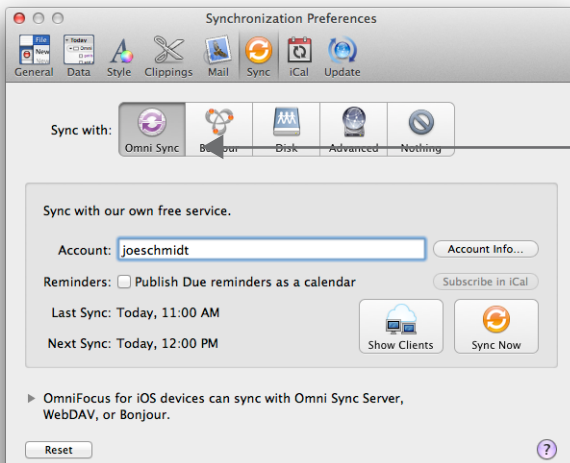 Synchronization Preferences
General Data Style Clippings Mail Sync iCal Update
Sync with: Omni Sync Bonjour Disk Advanced Nothing
Sync with our own free service.
Account: joeschmidt Account Info...
Reminders: Publish Due reminders as a calendar Subscribe in iCal
Last Sync: Today, 11:00 AM
Next Sync: Today, 12:00 PM
Show Clients Sync Now
OmniFocus for iOS devices can sync with Omni Sync Server,
WebDAV, or Bonjour.
Reset ?